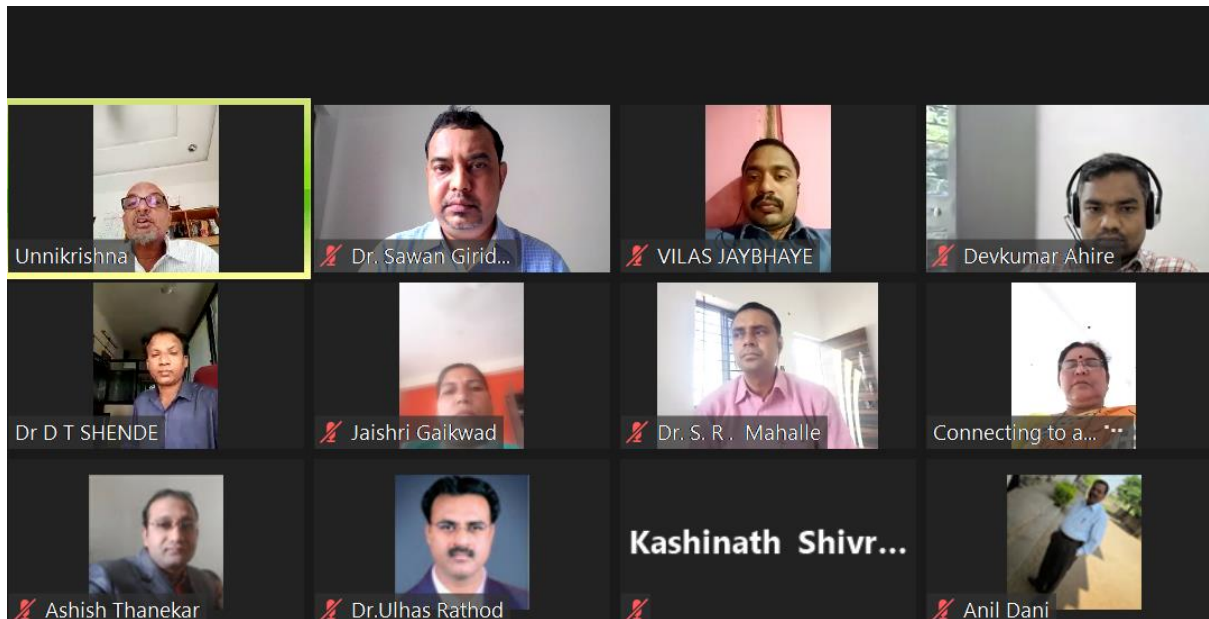 Unnikrishna
Dr. Sawan Girid...
VILAS JAYBHAYE
Devkumar Ahire
Dr D T SHENDE
Jaishri Gaikwad
Dr. S. R . Mahalle
Connecting to a...
Ashish Thanekar
Dr.Ulhas Rathod
Kashinath Shivr...
Anil Dani